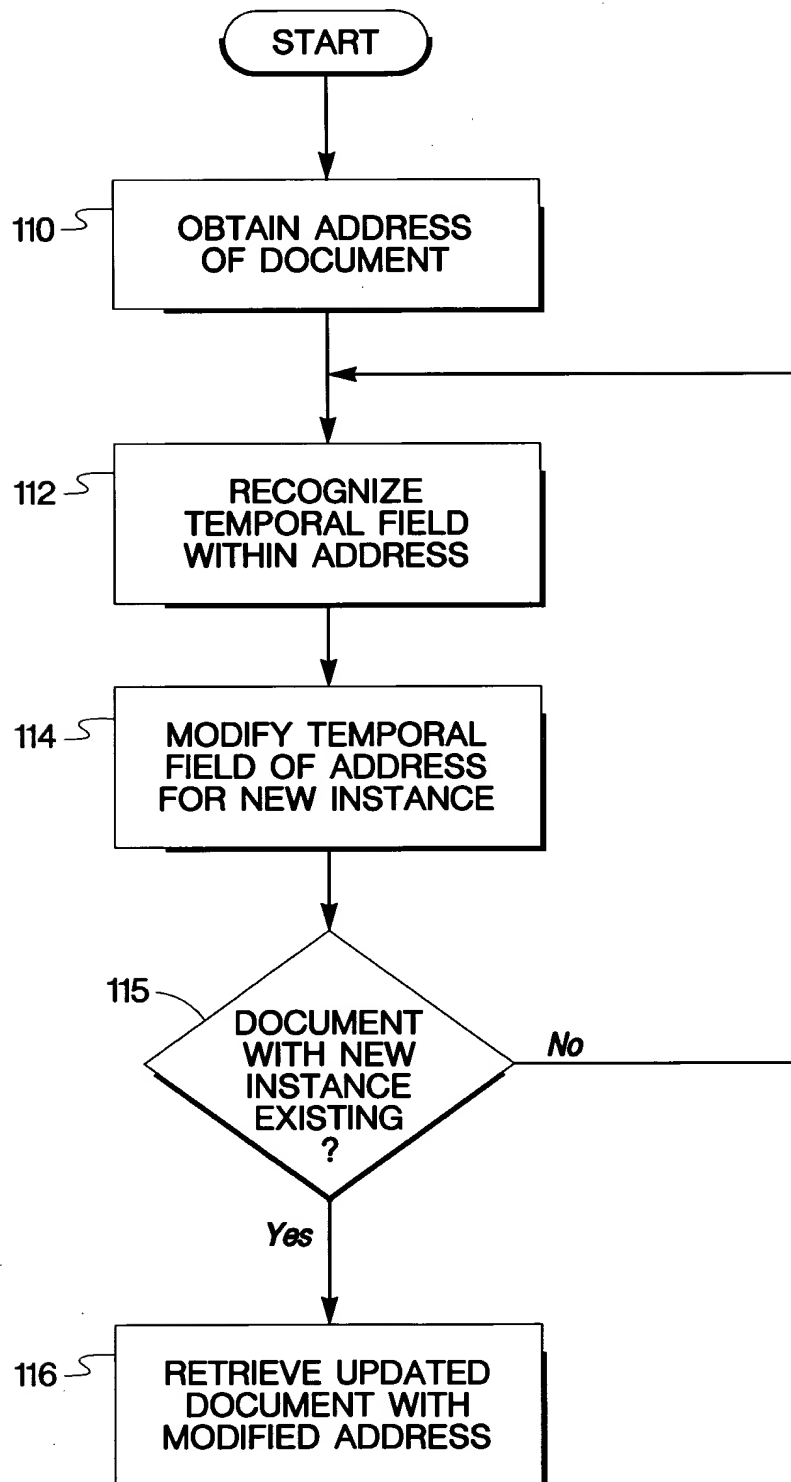 START
110
OBTAIN ADDRESS
OF DOCUMENT
112
RECOGNIZE
TEMPORAL FIELD
WITHIN ADDRESS
114
MODIFY TEMPORAL
FIELD OF ADDRESS
FOR NEW INSTANCE
115
DOCUMENT
WITH NEW
INSTANCE
EXISTING
?
No
Yes
116
RETRIEVE UPDATED
DOCUMENT WITH
MODIFIED ADDRESS